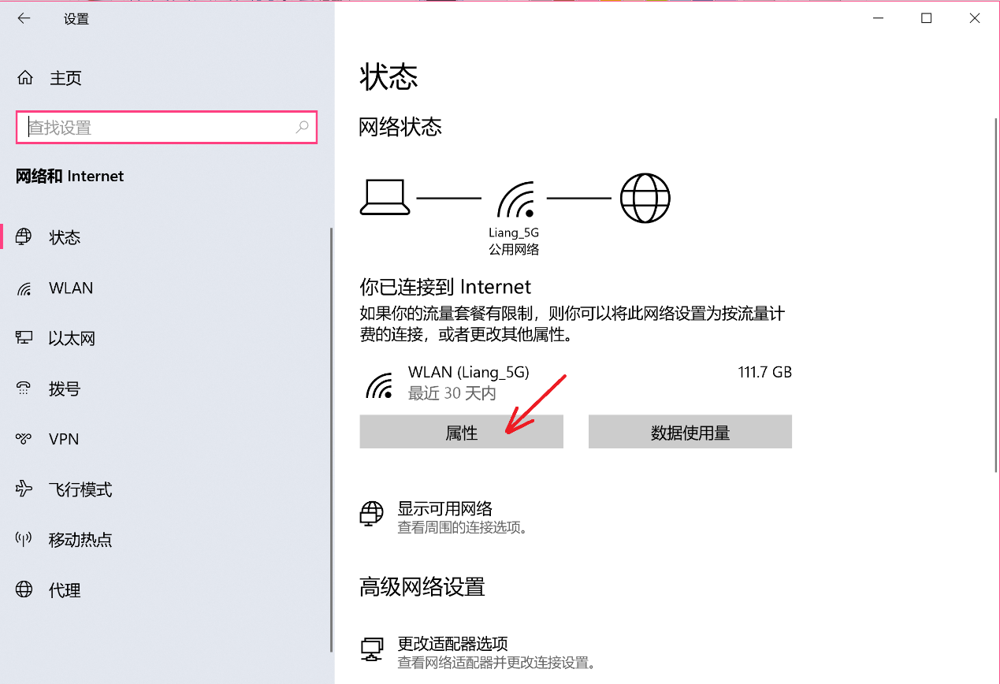 设置
主页
查找设置
网络和 Internet
状态
WLAN
以太网
拨号
VPN
飞行模式
移动热点
代理
状态
网络状态
Liang_5G
公用网络
你已连接到 Internet
如果你的流量套餐有限制，则你可以将此网络设置为按流量计
费的连接，或者更改其他属性。
WLAN (Liang_5G) 111.7 GB
最近 30 天内
属性 数据使用量
显示可用网络
查看周围的连接选项。
高级网络设置
更改适配器选项
查看网络适配器并更改连接设置。